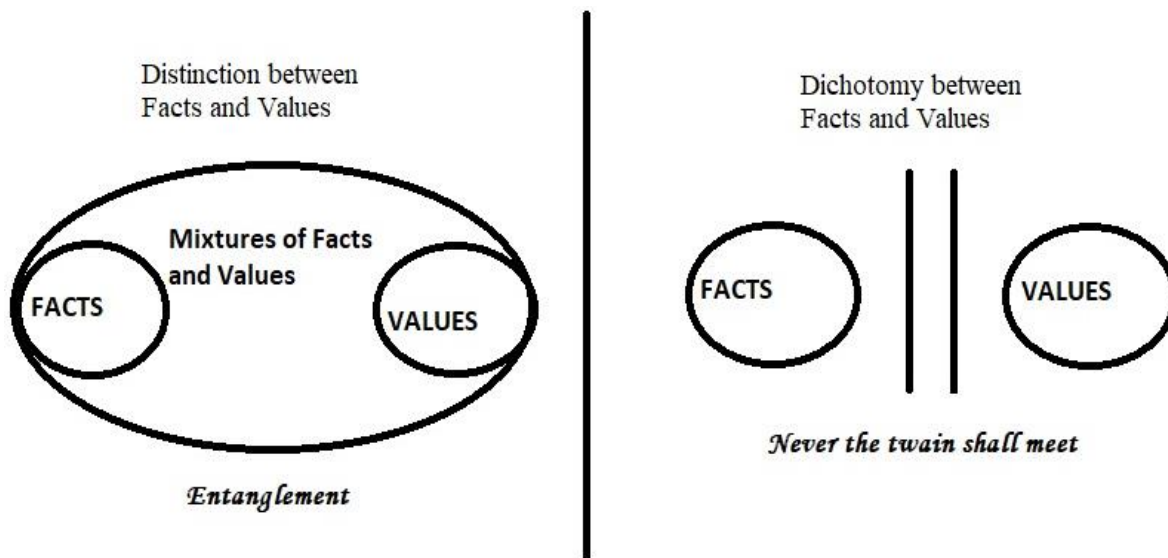 Distinction between
Facts and Values
Mixtures of Facts
and Values
FACTS
VALUES
Entanglement
Dichotomy between
Facts and Values
FACTS
VALUES
Never the twain shall meet